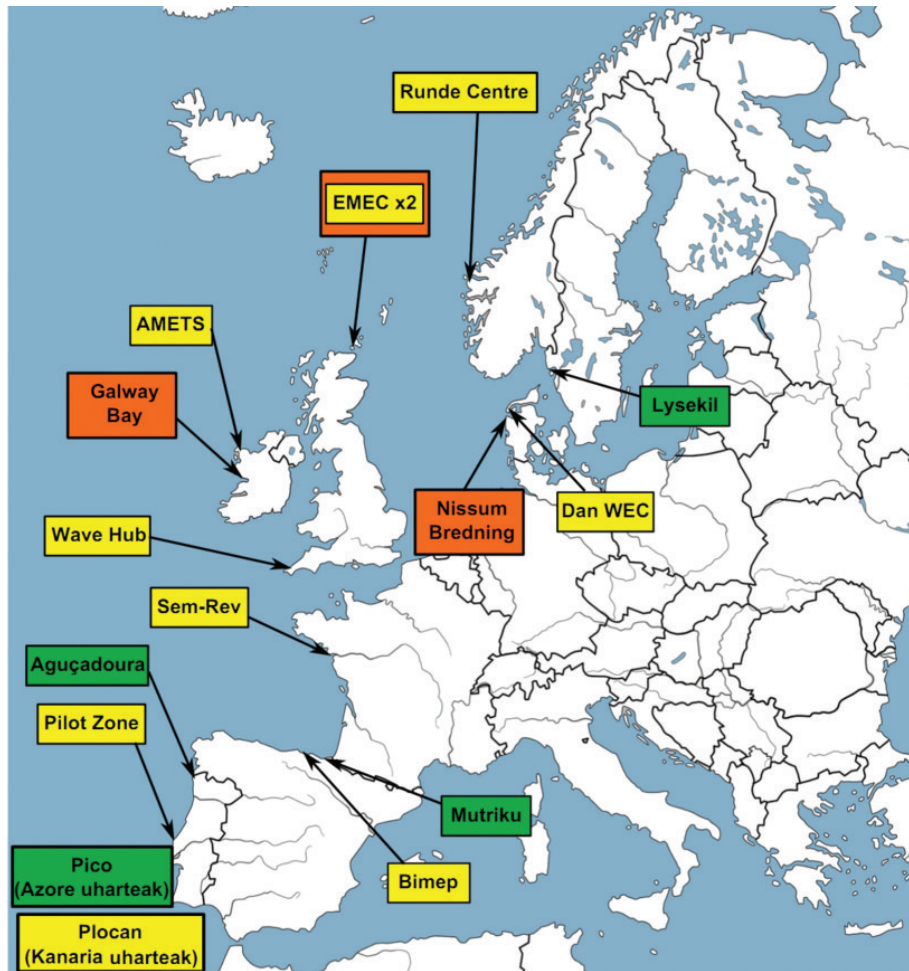 Runde Centre
EMEC x2
AMETS
Galway
Bay
Lysekil
Nissum
Bredning
Dan WEC
Wave Hub
Sem-Rev
Aguçadoura
Pilot Zone
Mutriku
Pico
(Azore uharteak)
Bimep
Plocan
(Kanaria uharteak)